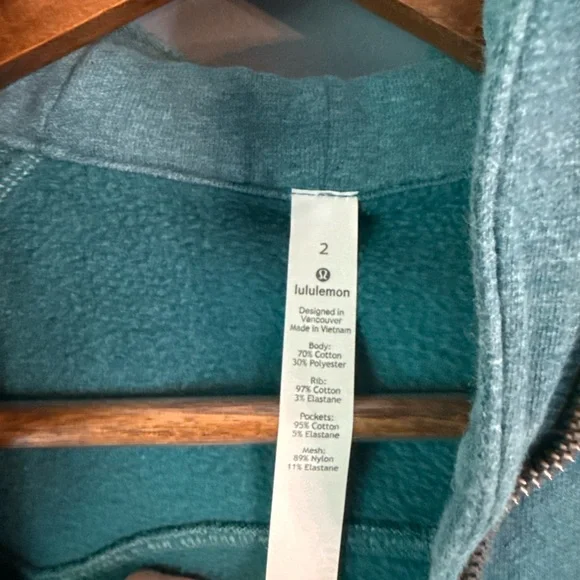 2
lululemon
Designed in
Vancouver
Made in Vietnam
Body:
70% Cotton
30% Polyester
Rib:
97% Cotton
3% Elastane
Pockets:
95% Cotton
5% Elastane
Mesh:
89% Nylon
11% Elastane